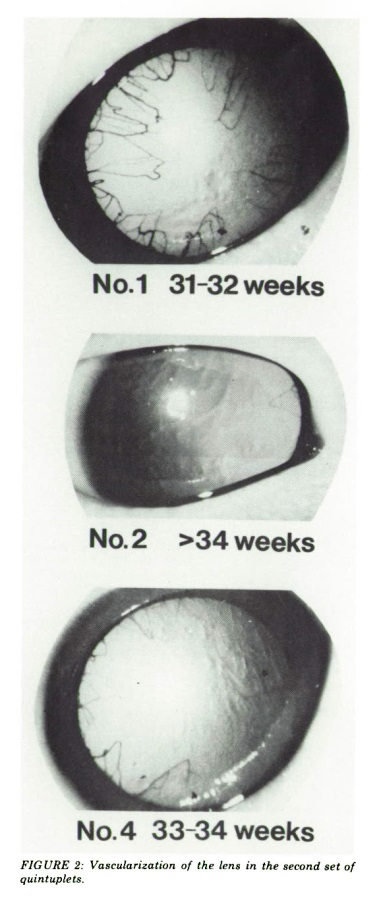 No.1 31-32 weeks
No.2 >34 weeks
No.4 33-34 weeks
FIGURE 2: Vascularization of the lens in the second set of
quintuplets.